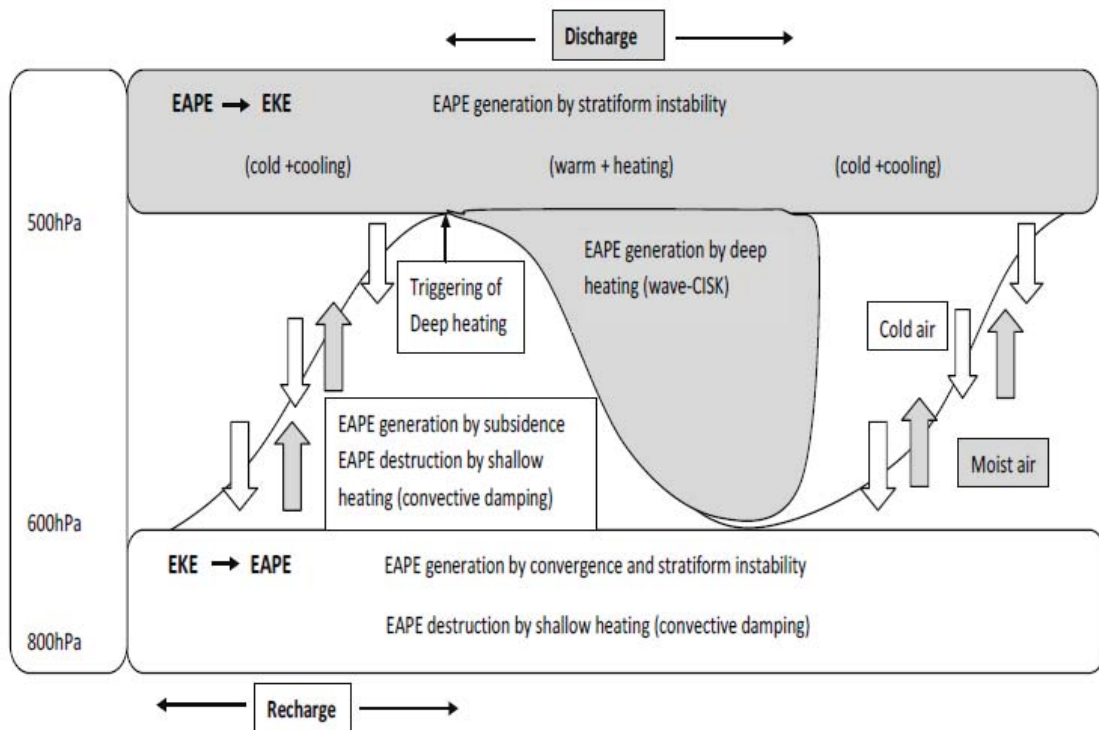 Discharge
EAPE → EKE
EAPE generation by stratiform instability
(cold +cooling)
(warm + heating)
(cold +cooling)
500hPa
EAPE generation by deep
heating (wave-CISK)
Triggering of
Deep heating
Cold air
EAPE generation by subsidence
EAPE destruction by shallow
heating (convective damping)
Moist air
600hPa
EKE → EAPE
EAPE generation by convergence and stratiform instability
EAPE destruction by shallow heating (convective damping)
800hPa
Recharge